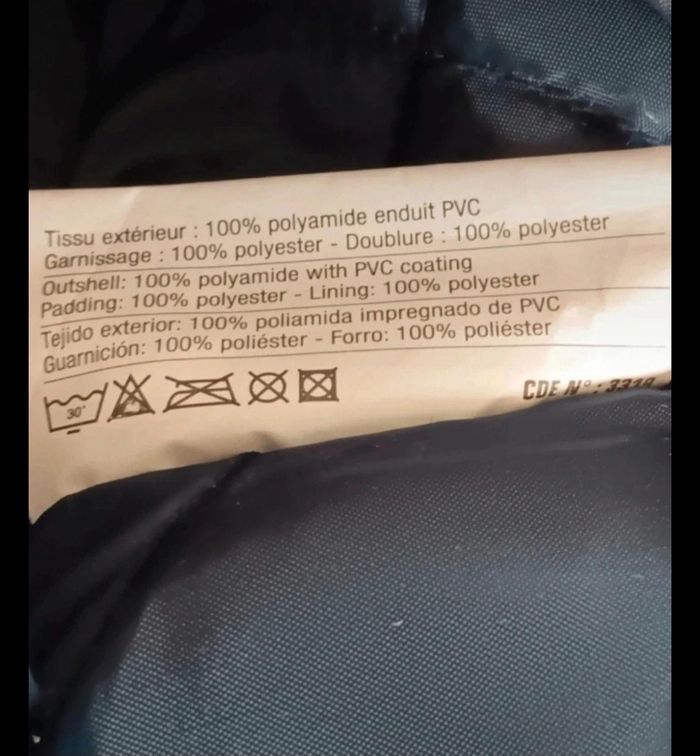 Tissu extérieur : 100% polyamide enduit PVC
Garnissage : 100% polyester - Doublure : 100% polyester
Outshell: 100% polyamide with PVC coating
Padding: 100% polyester - Lining: 100% polyester
Tejido exterior: 100% poliamida impregnado de PVC
Guarnición: 100% poliéster - Forro: 100% poliéster
30°
CDE N° :